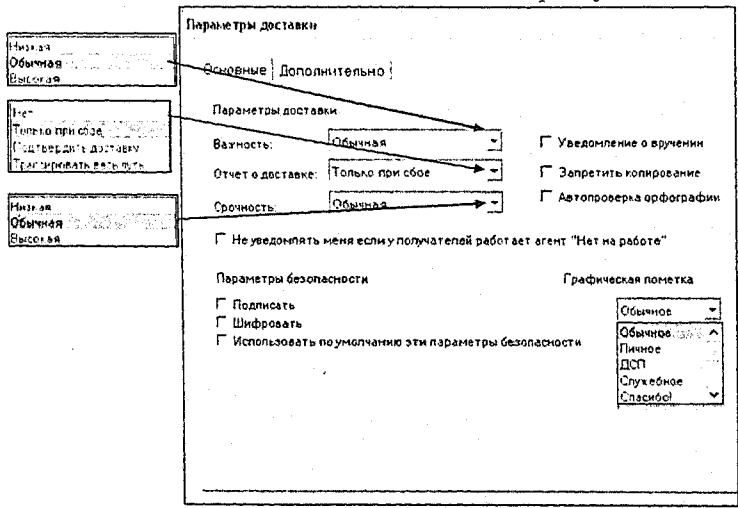 Параметры доставки
Низкая
Обычная
Высокая
Основные Дополнительно
Нет
Только при сбое
Подтвердить доставку
Трассировать весь путь
Параметры доставки
Важность: Обычная
Уведомление о вручении
Отчет о доставке: Только при сбое
Запретить копирование
Срочность: Обычная
Автопроверка орфографии
Низкая
Обычная
Высокая
Не уведомлять меня если у получателей работает агент "Нет на работе"
Параметры безопасности
Графическая пометка
Подписать
Шифровать
Использовать по умолчанию эти параметры безопасности
Обычное
Обычное
Личное
ДСП
Служебное
Спасибо!